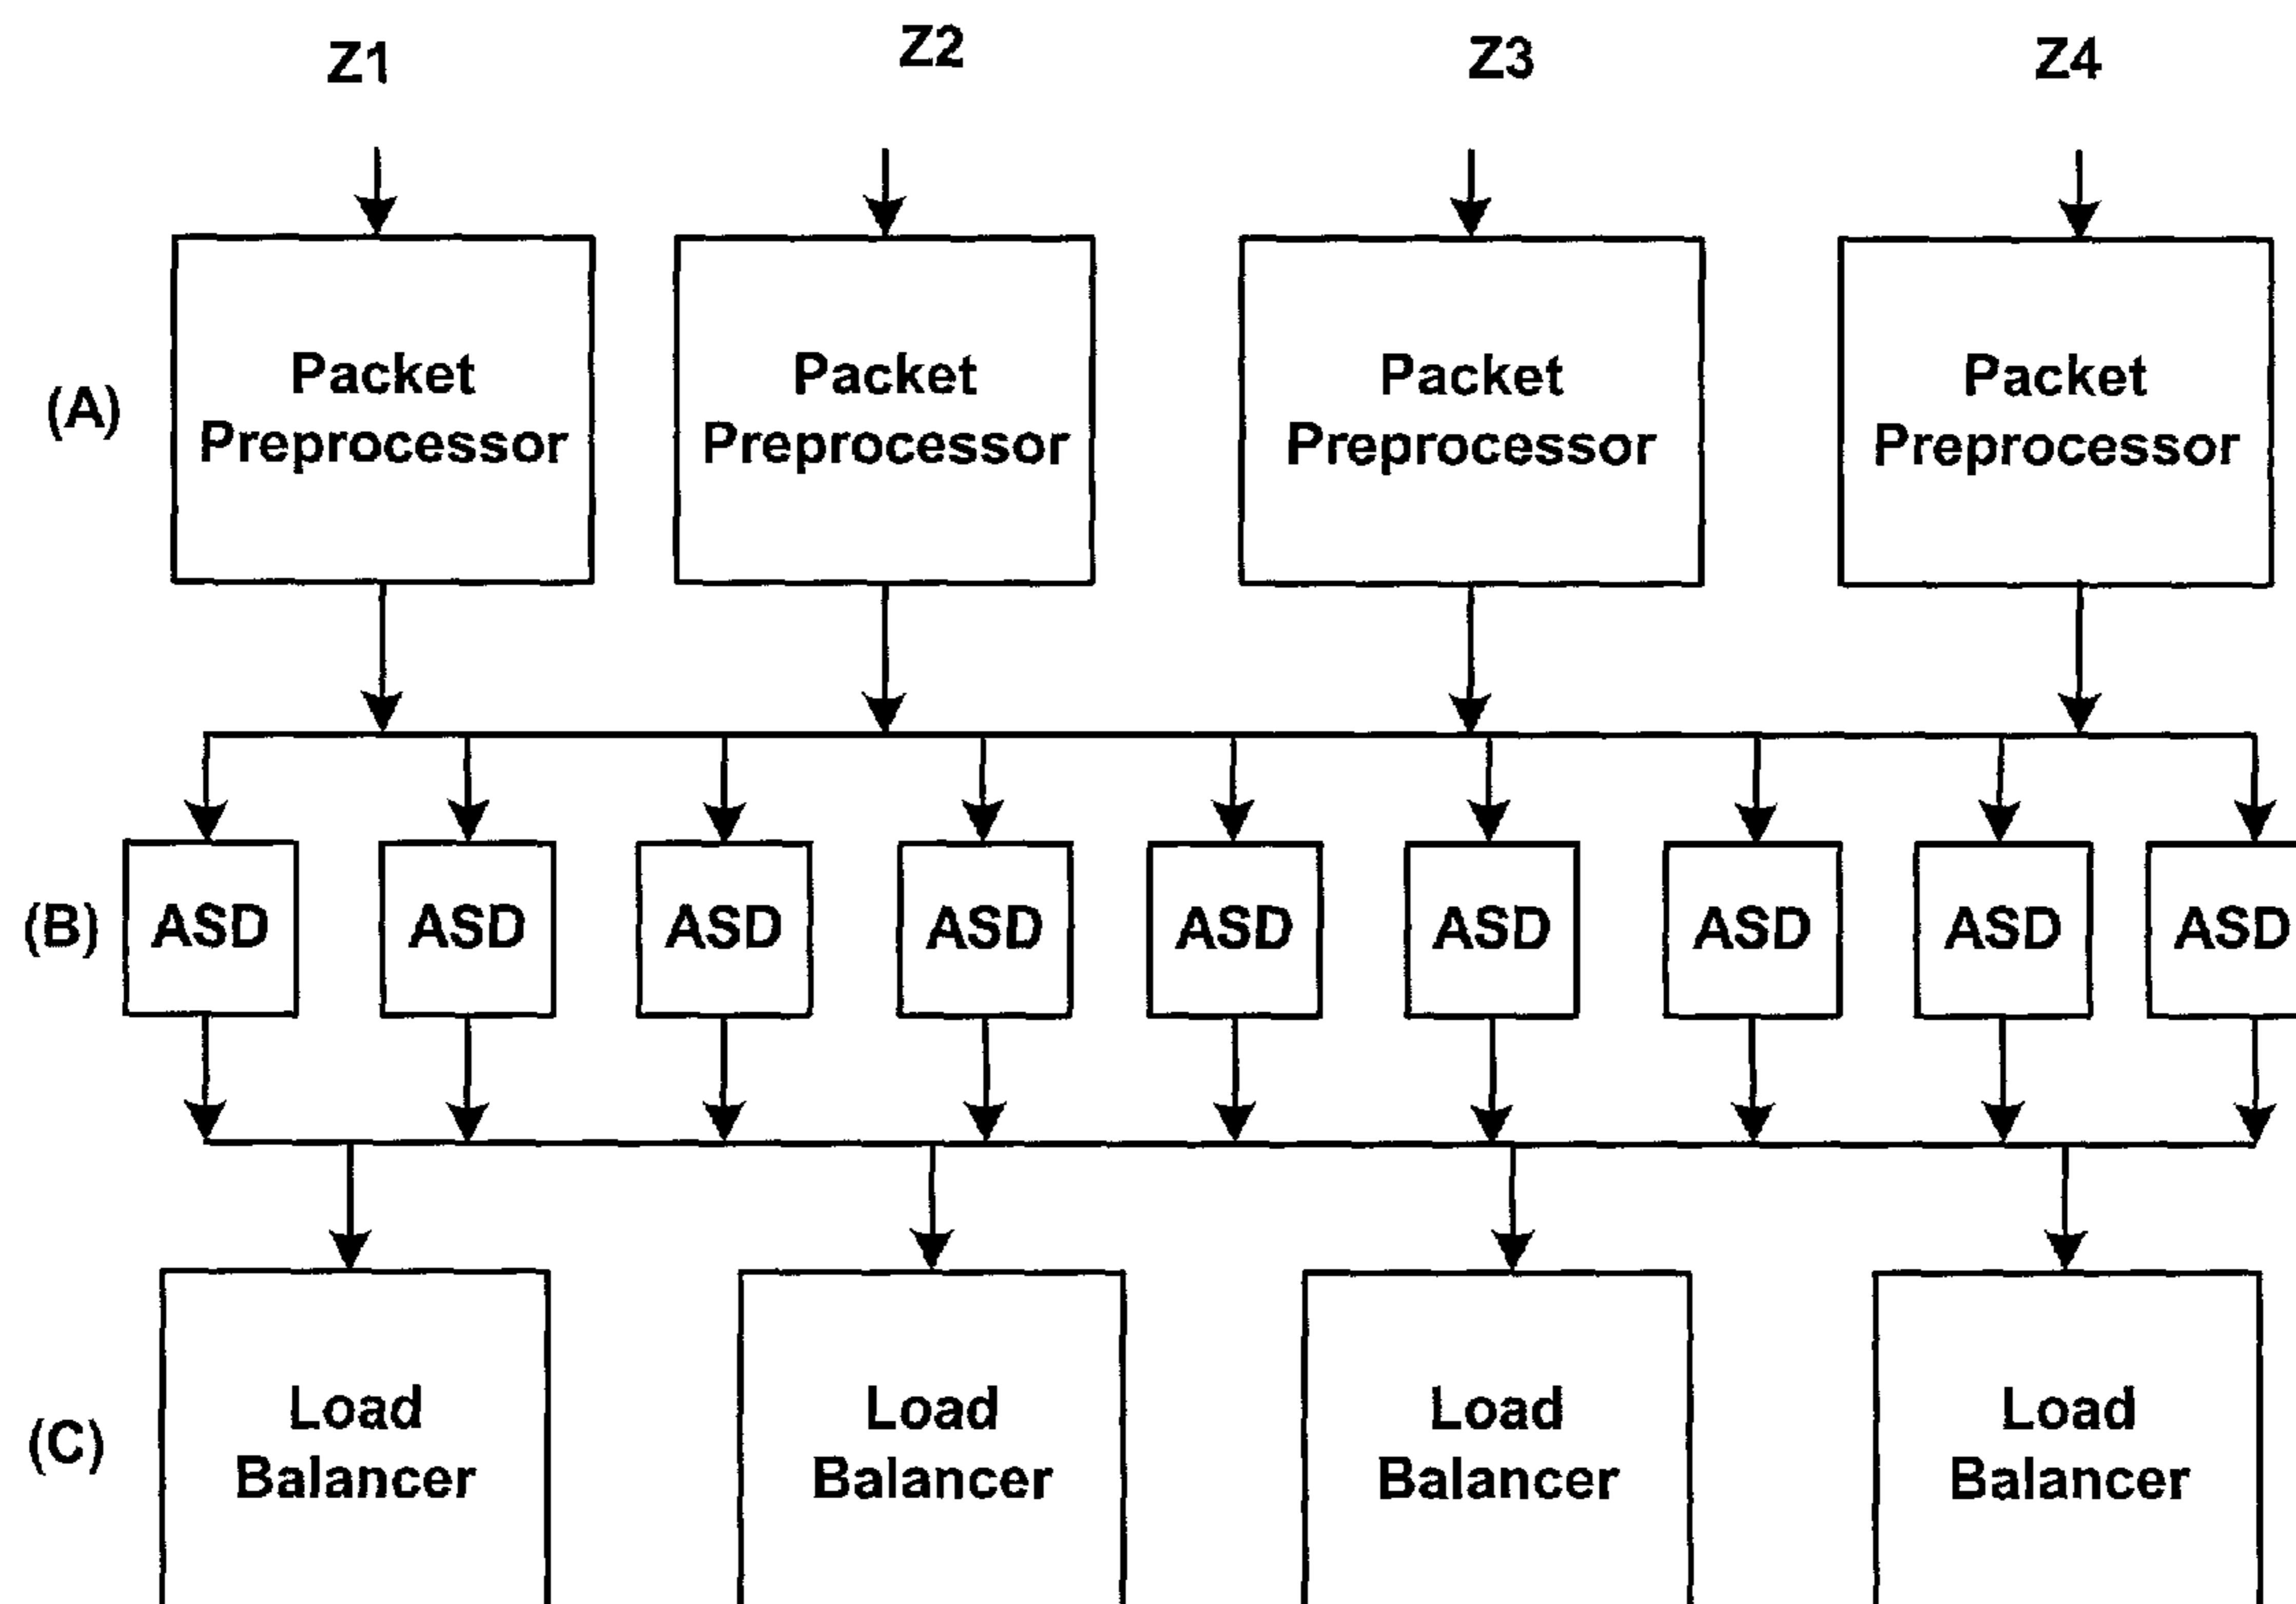 Z1 Z2 Z3 Z4
(A)
Packet
Preprocessor
Packet
Preprocessor
Packet
Preprocessor
Packet
Preprocessor
(B) ASD ASD ASD ASD ASD ASD ASD ASD ASD
(C)
Load
Balancer
Load
Balancer
Load
Balancer
Load
Balancer